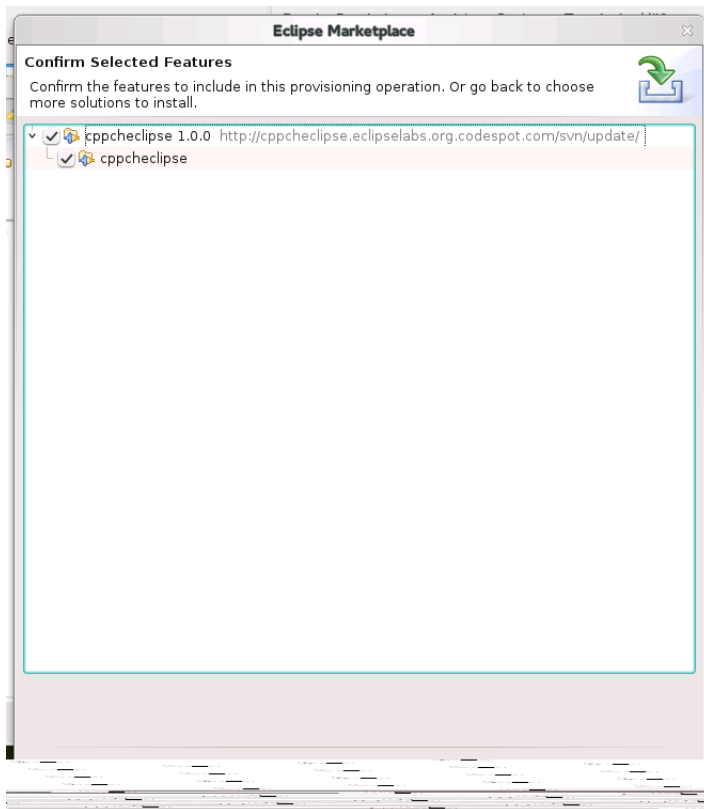 Eclipse Marketplace
Confirm Selected Features
Confirm the features to include in this provisioning operation. Or go back to choose
more solutions to install.
cppcheclipse 1.0.0 http://cppcheclipse.eclipselabs.org.codespot.com/svn/update/
cppcheclipse